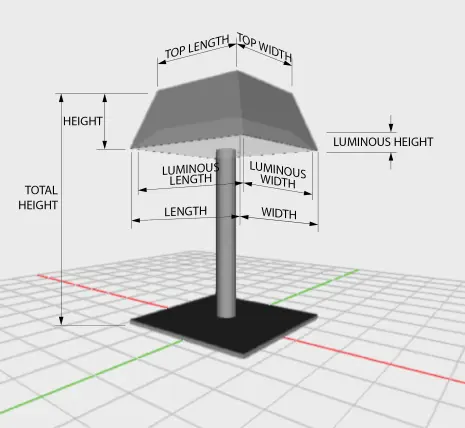 TOP LENGTH
TOP WIDTH
HEIGHT
LUMINOUS HEIGHT
LUMINOUS
LENGTH
LUMINOUS
WIDTH
TOTAL
HEIGHT
LENGTH
WIDTH